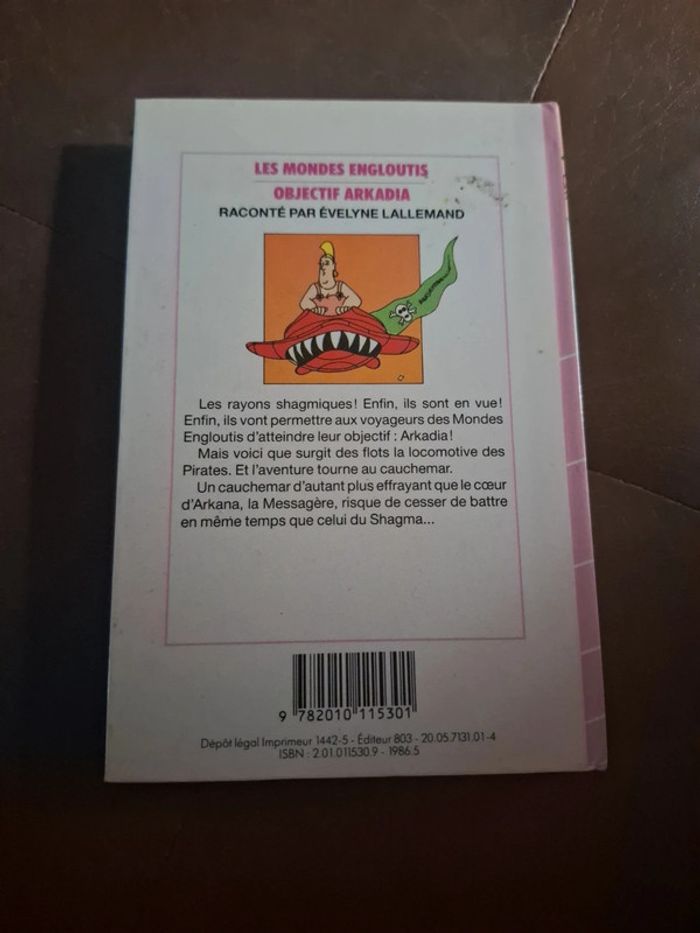 LES MONDES ENGLOUTIS
OBJECTIF ARKADIA
RACONTÉ PAR ÉVELYNE LALLEMAND
Les rayons shagmiques! Enfin, ils sont en vue!
Enfin, ils vont permettre aux voyageurs des Mondes
Engloutis d'atteindre leur objectif : Arkadia!
Mais voici que surgit des flots la locomotive des
Pirates. Et l'aventure tourne au cauchemar.
Un cauchemar d'autant plus effrayant que le cœur
d'Arkana, la Messagère, risque de cesser de battre
en même temps que celui du Shagma...
9 782010 115301
Dépôt légal Imprimeur 1442-5 - Éditeur 803 - 20.05.7131.01-4
ISBN : 2.01.011530.9 - 1986.5